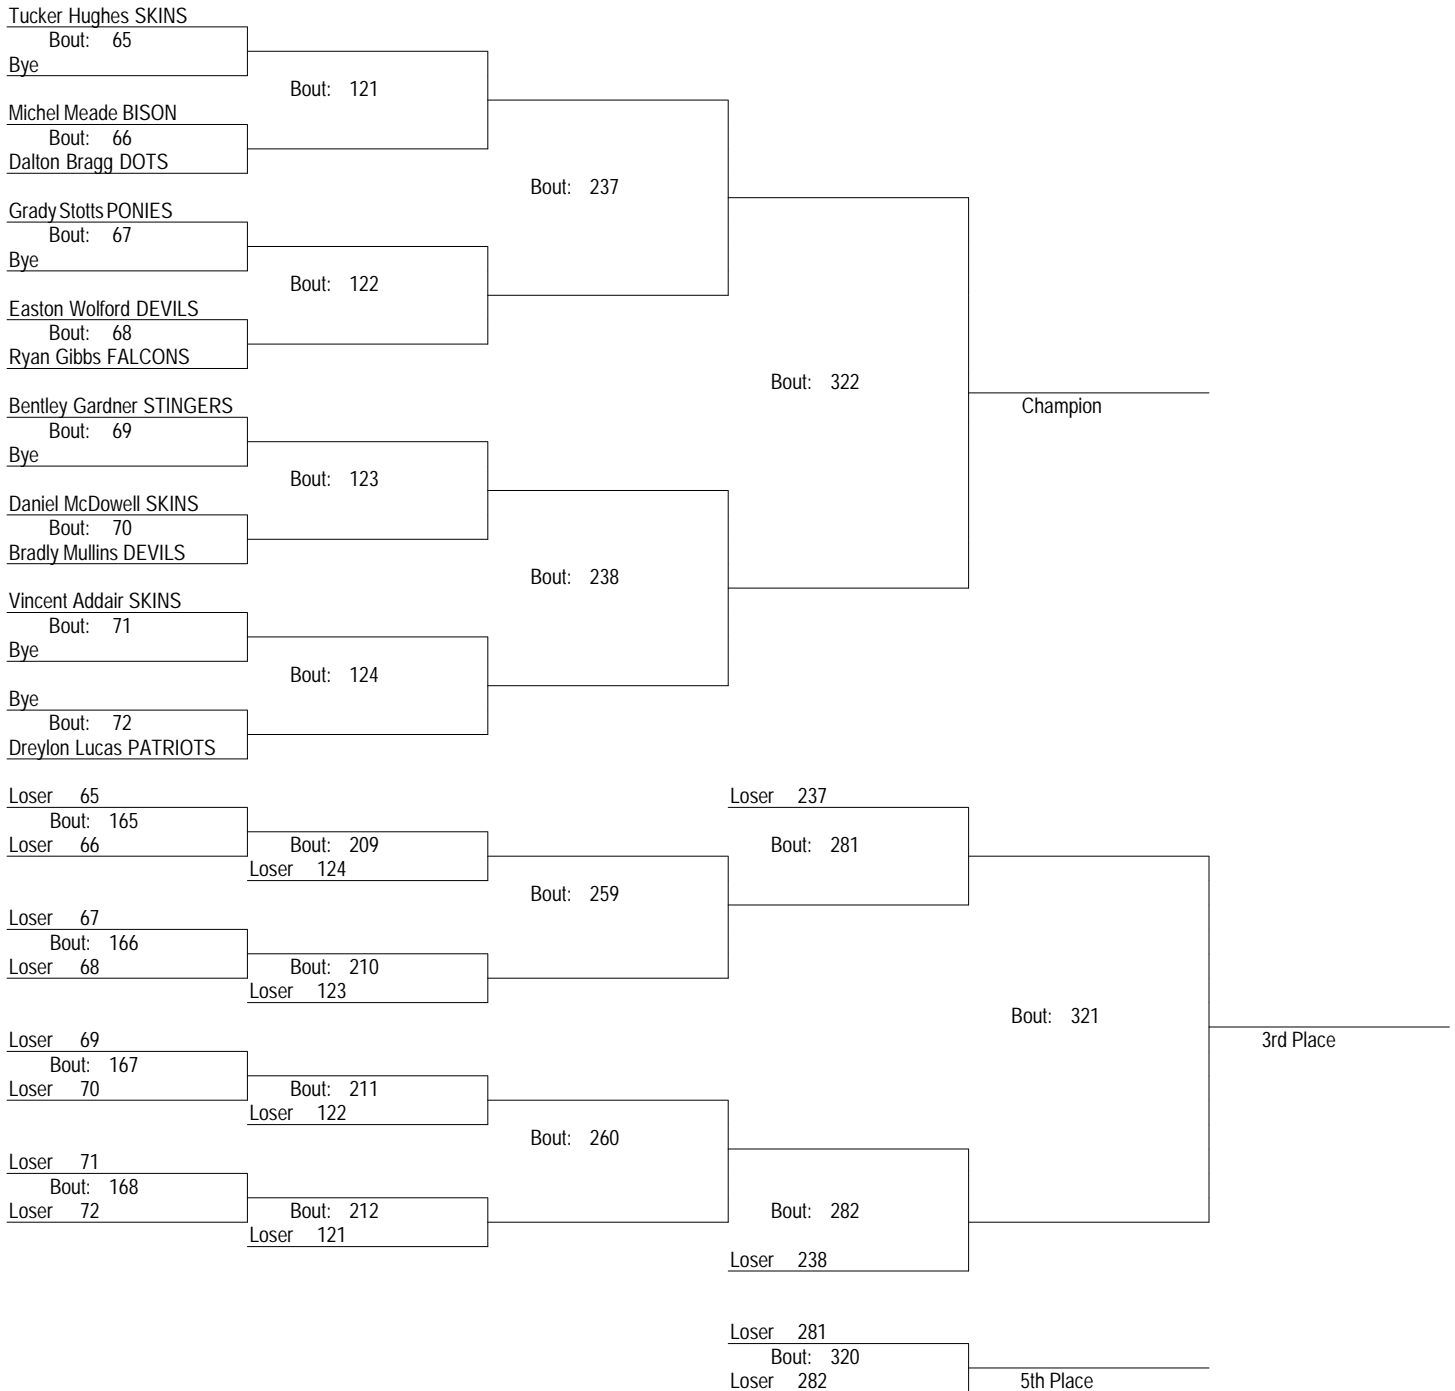 Tucker Hughes SKINS
Bout: 65
Bye
Bout: 121
Michel Meade BISON
Bout: 66
Dalton Bragg DOTS
Bout: 237
Grady Stotts PONIES
Bout: 67
Bye
Bout: 122
Easton Wolford DEVILS
Bout: 68
Ryan Gibbs FALCONS
Bout: 322
Champion
Bentley Gardner STINGERS
Bout: 69
Bye
Bout: 123
Daniel McDowell SKINS
Bout: 70
Bradly Mullins DEVILS
Bout: 238
Vincent Addair SKINS
Bout: 71
Bye
Bout: 124
Bye
Bout: 72
Dreylon Lucas PATRIOTS
Loser 65
Bout: 165
Loser 66
Bout: 209
Loser 124
Loser 237
Bout: 281
Bout: 259
Loser 67
Bout: 166
Loser 68
Bout: 210
Loser 123
Bout: 321
3rd Place
Loser 69
Bout: 167
Loser 70
Bout: 211
Loser 122
Bout: 260
Loser 71
Bout: 168
Loser 72
Bout: 212
Loser 121
Bout: 282
Loser 238
Loser 281
Bout: 320
Loser 282
5th Place